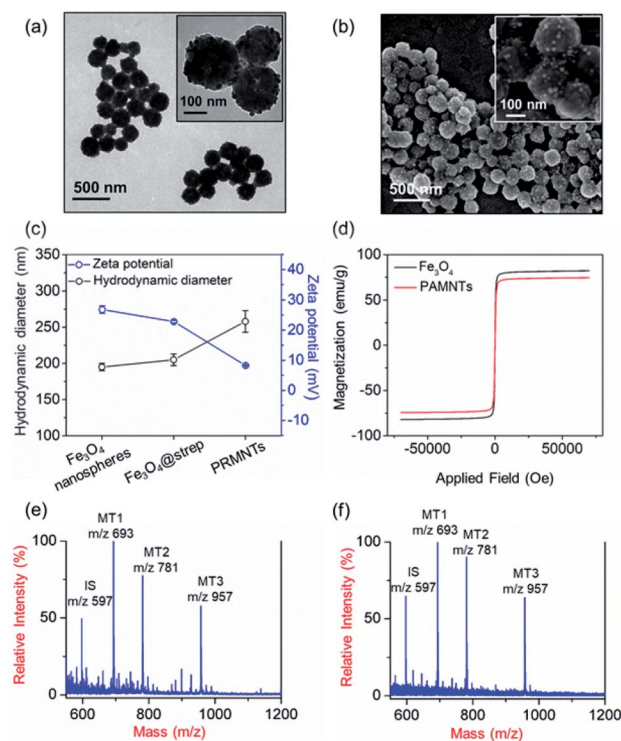 (a)
100 nm
500 nm
(b)
100 nm
500 nm
(c)
Zeta potential
Hydrodynamic diameter
Hydrodynamic diameter (nm)
350
300
250
200
150
100
Zeta potential (mV)
40
30
20
10
0
-10
Fe3O4
nanospheres
Fe3O4@strep
PRMNTs
(d)
Fe3O4
PAMNTs
Magnetization (emu/g)
100
50
0
-50
-100
-50000
0
50000
Applied Field (Oe)
(e)
MT1
m/z 693
MT2
m/z 781
MT3
m/z 957
IS
m/z 597
Relative Intensity (%)
100
50
0
600
800
1000
1200
Mass (m/z)
(f)
MT1
m/z 693
MT2
m/z 781
MT3
m/z 957
IS
m/z 597
Relative Intensity (%)
100
50
0
600
800
1000
1200
Mass (m/z)